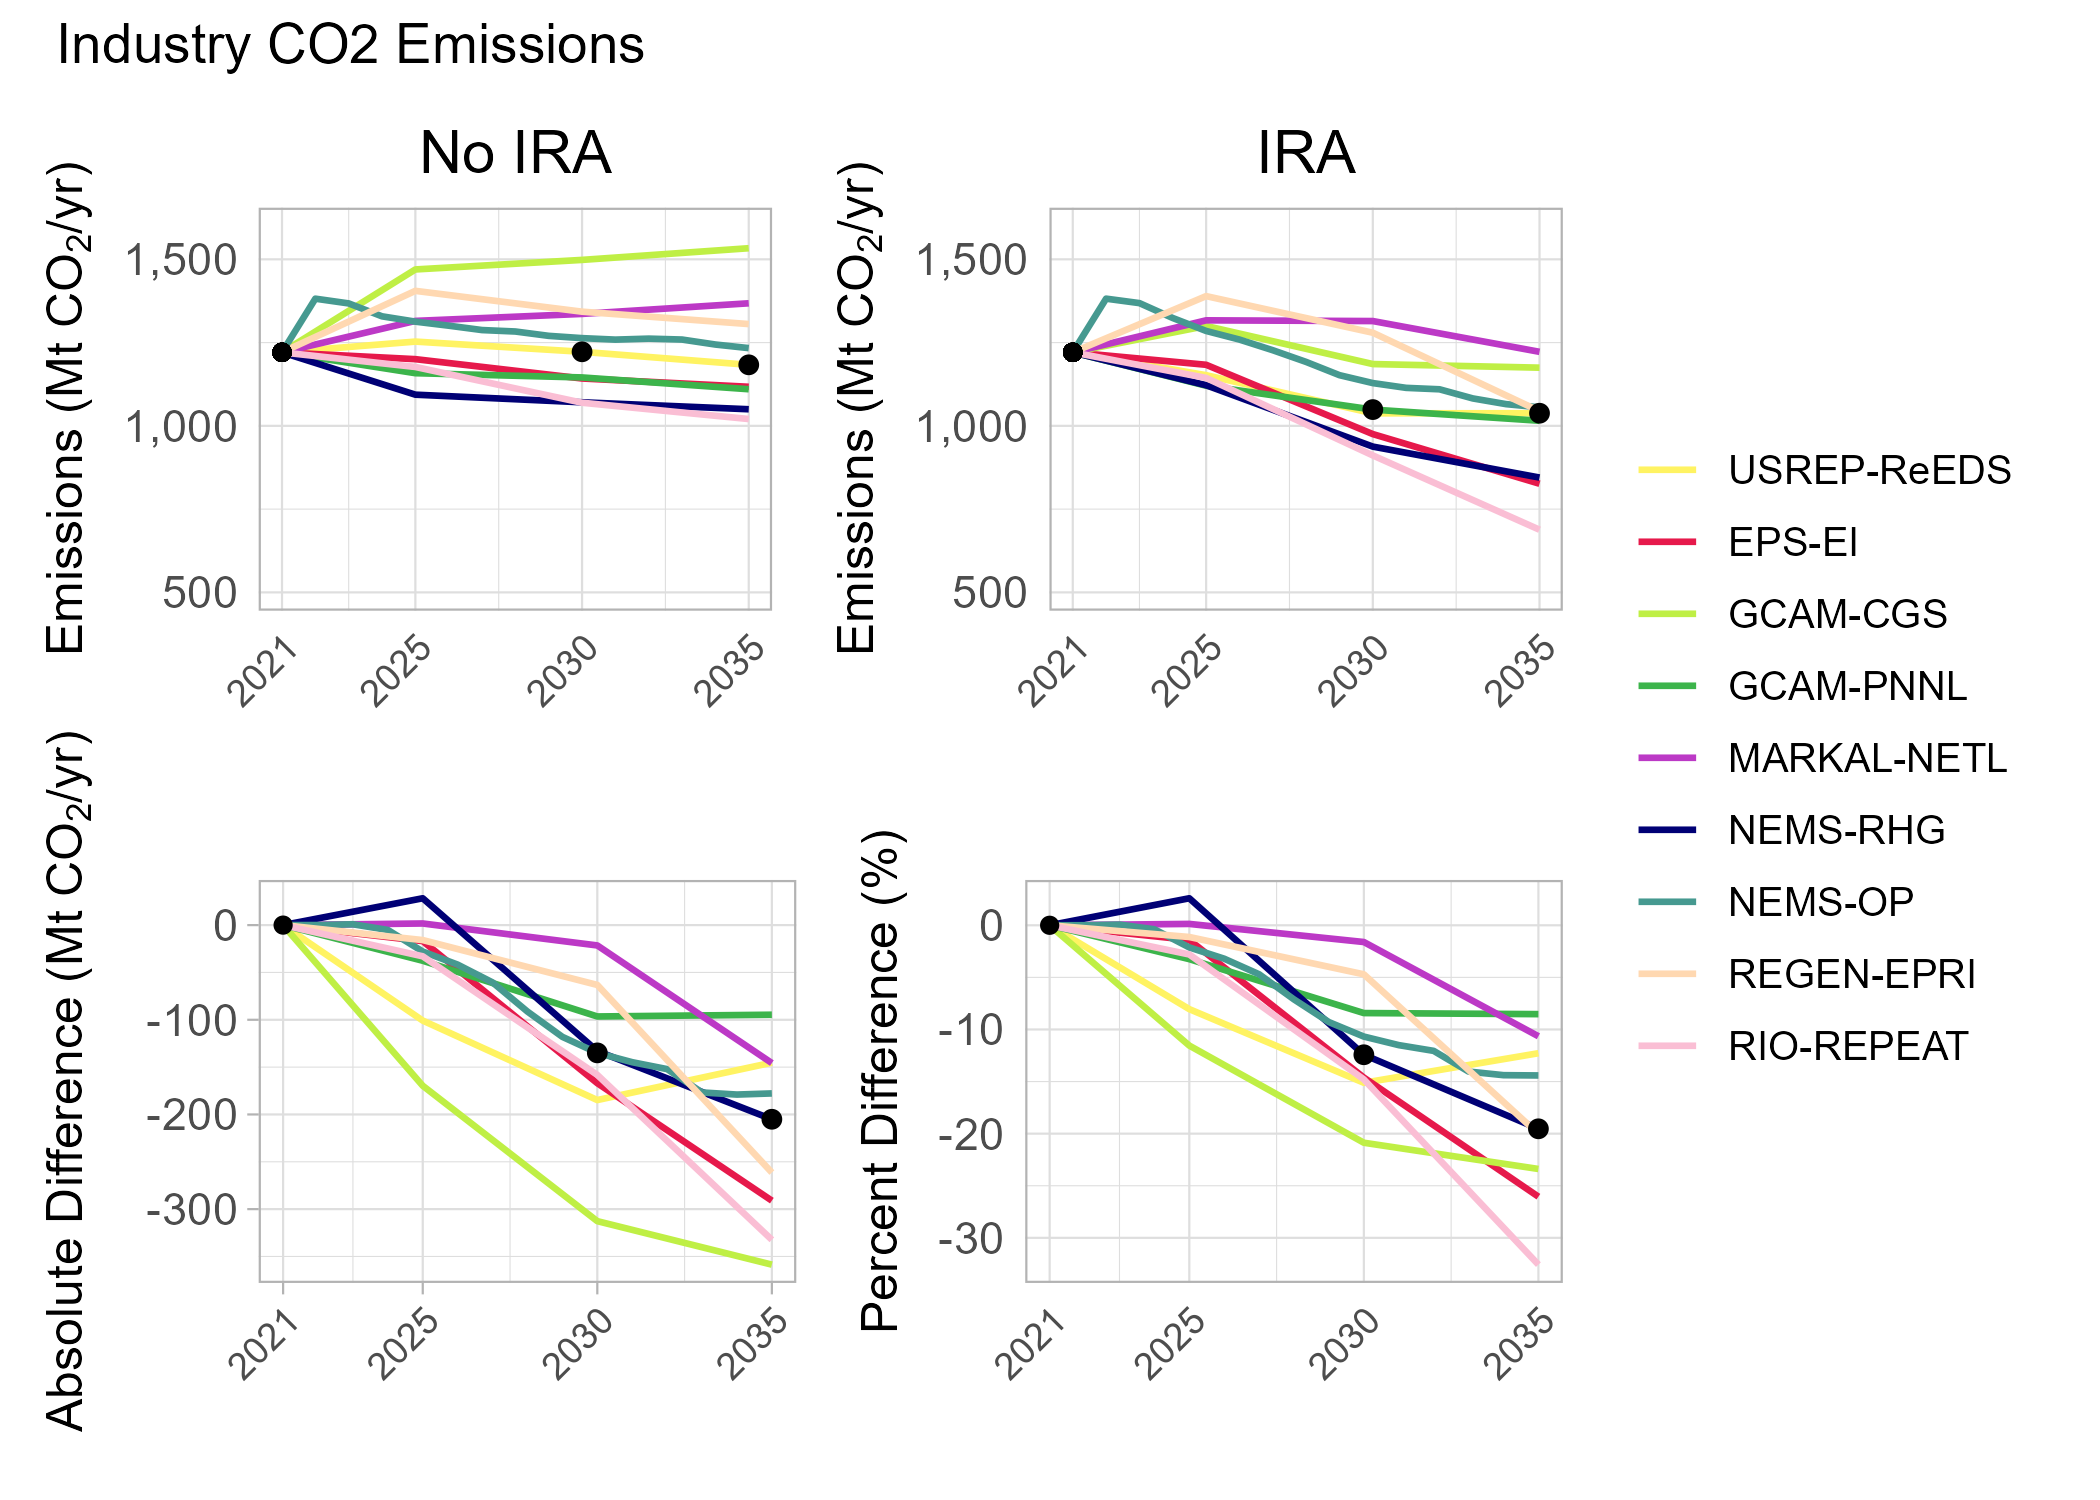 Industry CO2 Emissions
No IRA
IRA
Emissions (Mt CO₂/yr)
1,500
1,000
500
2021
2025
2030
2035
Emissions (Mt CO₂/yr)
1,500
1,000
500
2021
2025
2030
2035
Absolute Difference (Mt CO₂/yr)
0
-100
-200
-300
2021
2025
2030
2035
Percent Difference (%)
0
-10
-20
-30
2021
2025
2030
2035
USREP-ReEDS
EPS-EI
GCAM-CGS
GCAM-PNNL
MARKAL-NETL
NEMS-RHG
NEMS-OP
REGEN-EPRI
RIO-REPEAT